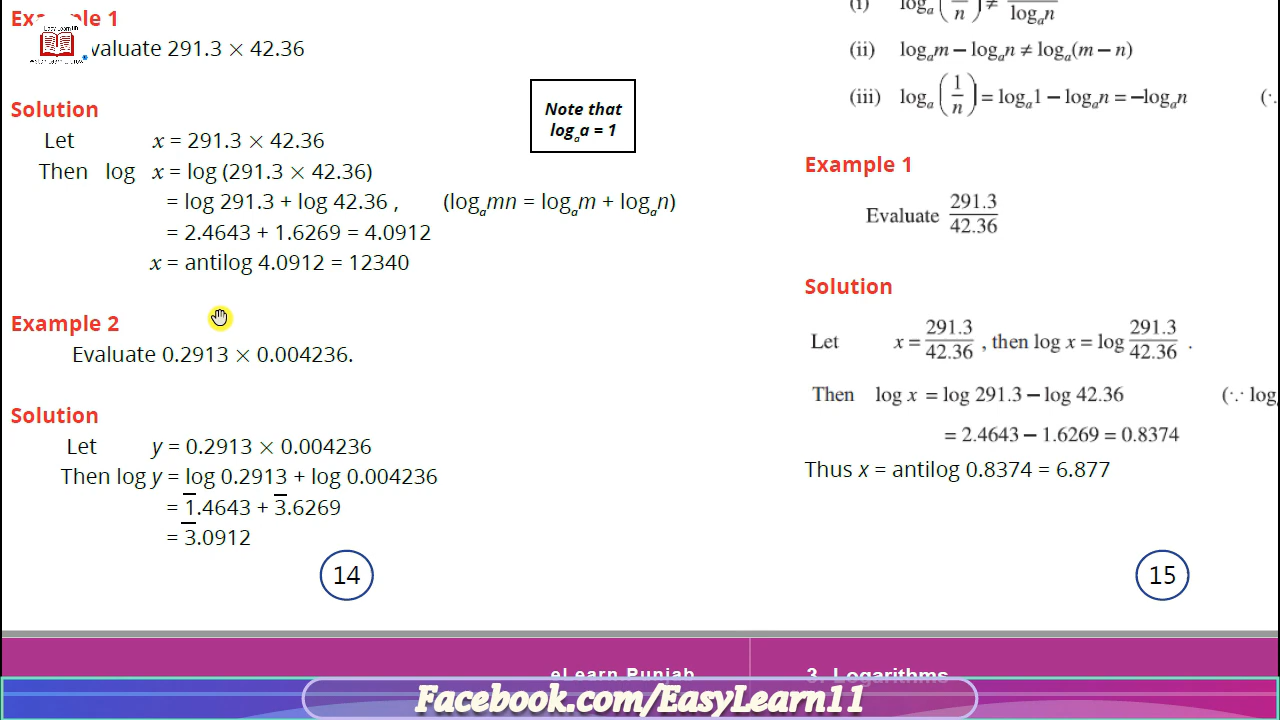 Example 1
Evaluate 291.3 × 42.36
Solution
Let x = 291.3 × 42.36
Note that
logₐa = 1
Then log x = log (291.3 × 42.36)
= log 291.3 + log 42.36 , (logₐmn = logₐm + logₐn)
= 2.4643 + 1.6269 = 4.0912
x = antilog 4.0912 = 12340
Example 2
Evaluate 0.2913 × 0.004236.
Solution
Let y = 0.2913 × 0.004236
Then log y = log 0.2913 + log 0.004236
= 1̅.4643 + 3̅.6269
= 3̅.0912
14
(i) logₐ( /n) ≠ /logₐn
(ii) logₐm − logₐn ≠ logₐ(m − n)
(iii) logₐ(1/n) = logₐ1 − logₐn = −logₐn (∵
Example 1
Evaluate 291.3/42.36
Solution
Let x = 291.3/42.36 , then log x = log 291.3/42.36 .
Then log x = log 291.3 − log 42.36 (∵ log
= 2.4643 − 1.6269 = 0.8374
Thus x = antilog 0.8374 = 6.877
15
eLearn.Punjab
3. Logarithms
Facebook.com/EasyLearn11